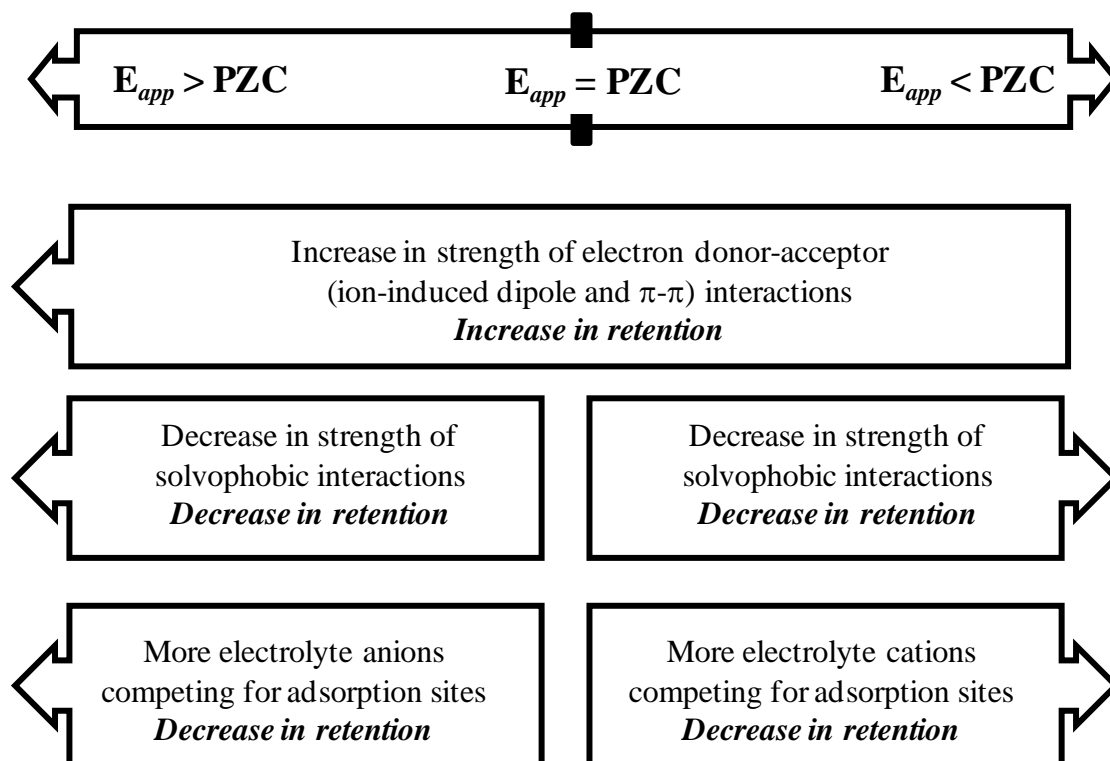 E_app > PZC E_app = PZC E_app < PZC
Increase in strength of electron donor-acceptor
(ion-induced dipole and π-π) interactions
Increase in retention
Decrease in strength of
solvophobic interactions
Decrease in retention
Decrease in strength of
solvophobic interactions
Decrease in retention
More electrolyte anions
competing for adsorption sites
Decrease in retention
More electrolyte cations
competing for adsorption sites
Decrease in retention